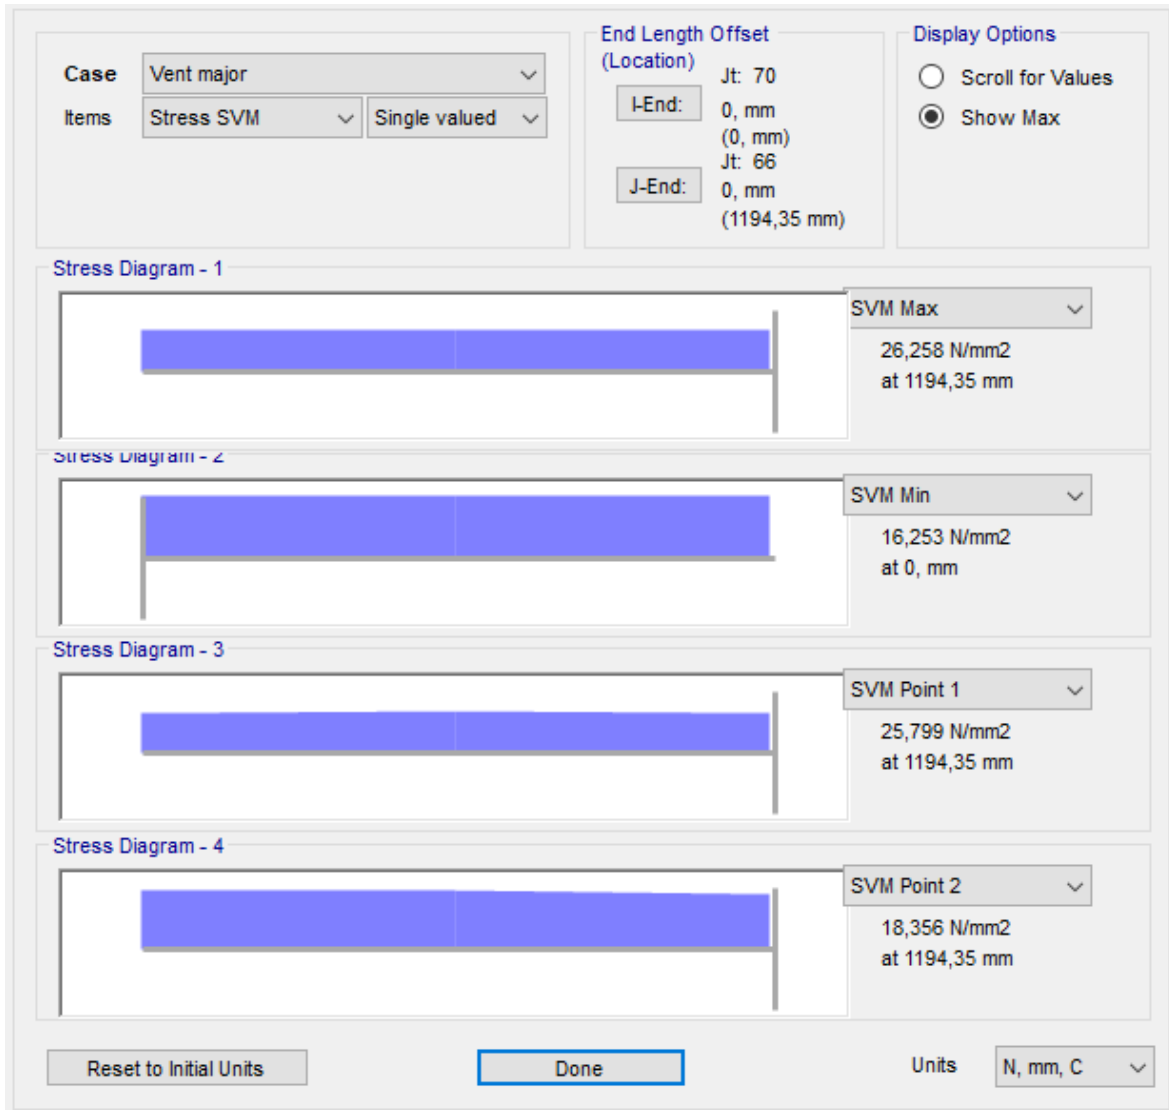 Case
Vent major
Items
Stress SVM
Single valued
End Length Offset
(Location)
Jt: 70
I-End:
0, mm
(0, mm)
Jt: 66
J-End:
0, mm
(1194,35 mm)
Display Options
Scroll for Values
Show Max
Stress Diagram - 1
SVM Max
26,258 N/mm2
at 1194,35 mm
Stress Diagram - 2
SVM Min
16,253 N/mm2
at 0, mm
Stress Diagram - 3
SVM Point 1
25,799 N/mm2
at 1194,35 mm
Stress Diagram - 4
SVM Point 2
18,356 N/mm2
at 1194,35 mm
Reset to Initial Units
Done
Units
N, mm, C